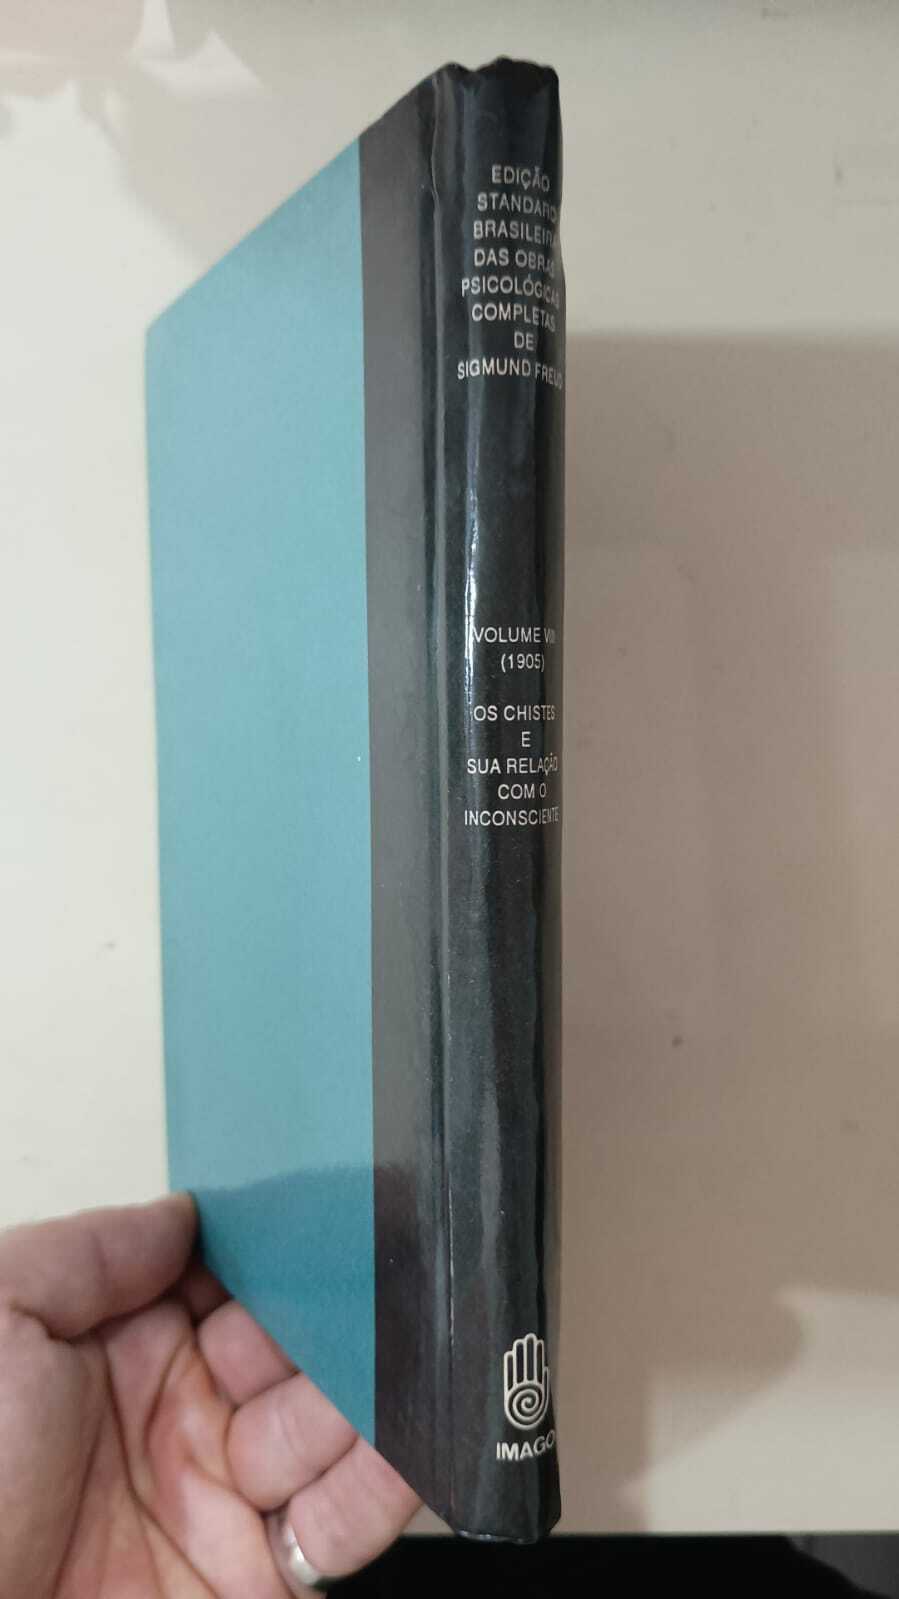 EDIÇÃO
STANDARD
BRASILEIRA
DAS OBRAS
PSICOLÓGICAS
COMPLETAS
DE
SIGMUND FREUD
VOLUME VIII
(1905)
OS CHISTES
E
SUA RELAÇÃO
COM O
INCONSCIENTE
IMAGO